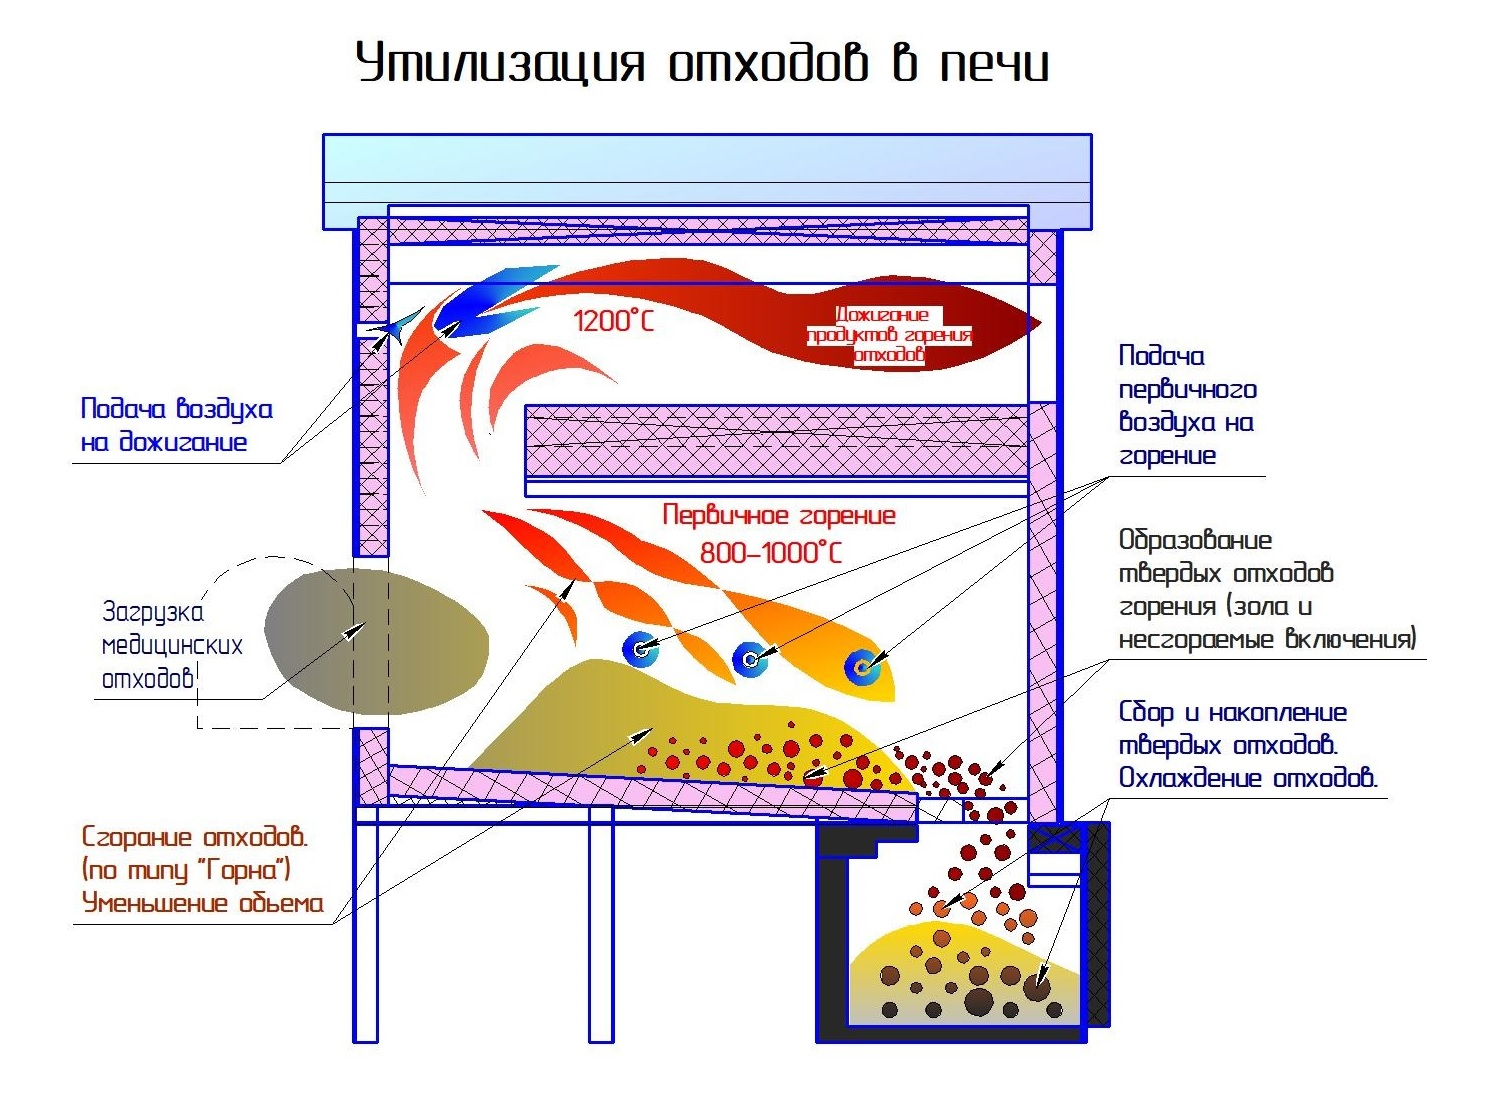 Утилизация отходов в печи
1200°С
Дожигание
продуктов горения
отходов
Подача воздуха
на дожигание
Подача
первичного
воздуха на
горение
Первичное горение
800-1000°С
Образование
твердых отходов
горения (зола и
несгораемые включения)
Загрузка
медицинских
отходов
Сбор и накопление
твердых отходов.
Охлаждение отходов.
Сгорание отходов.
(по типу "Горна")
Уменьшение обьема